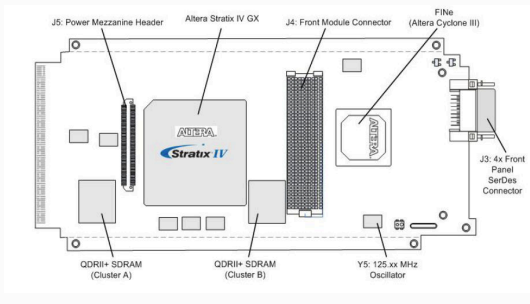 J5: Power Mezzanine Header
Altera Stratix IV GX
J4: Front Module Connector
FINe
(Altera Cyclone III)
ALTERA.
Stratix IV
ALTERA
J3: 4x Front
Panel
SerDes
Connector
QDRII+ SDRAM
(Cluster A)
QDRII+ SDRAM
(Cluster B)
Y5: 125.xx MHz
Oscillator